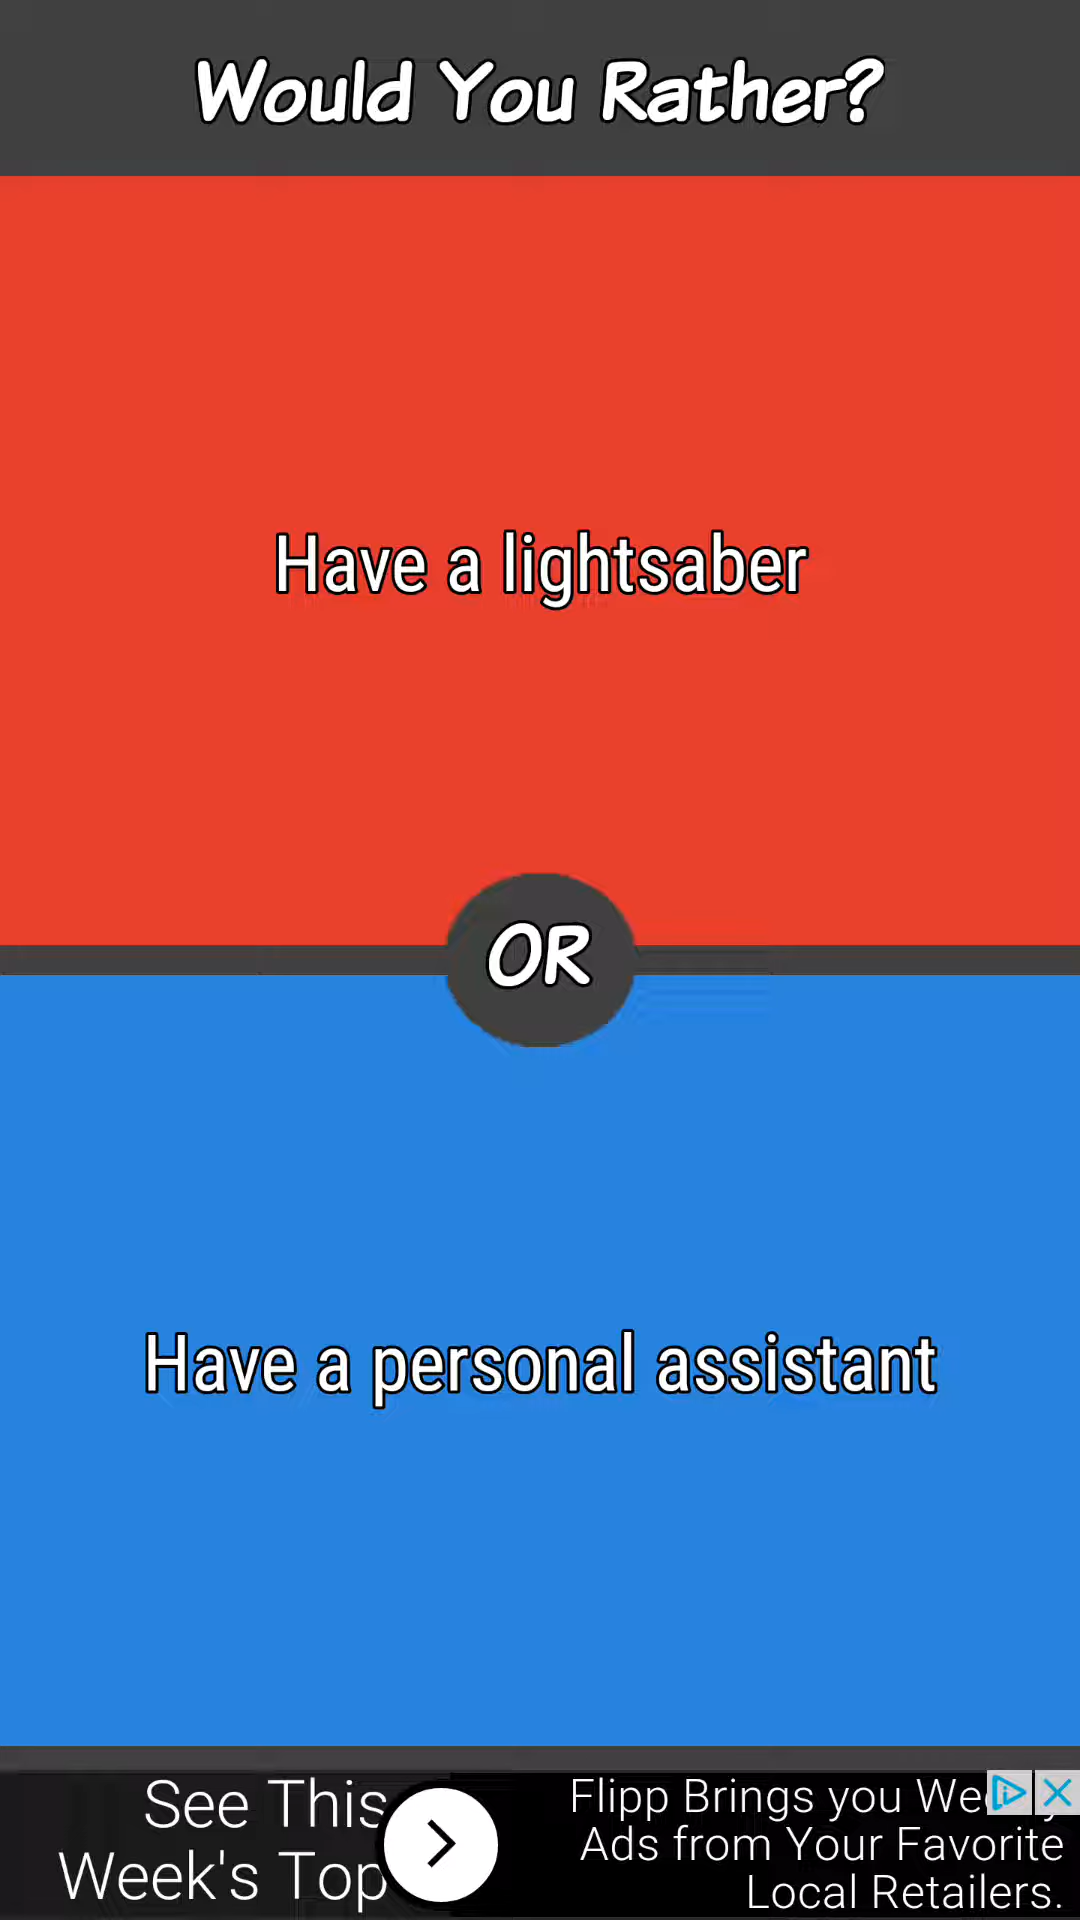 Would You Rather?
Have a lightsaber
OR
Have a personal assistant
See This
Week's Top
Flipp Brings you
Ads from Your Favorite
Local Retailers.